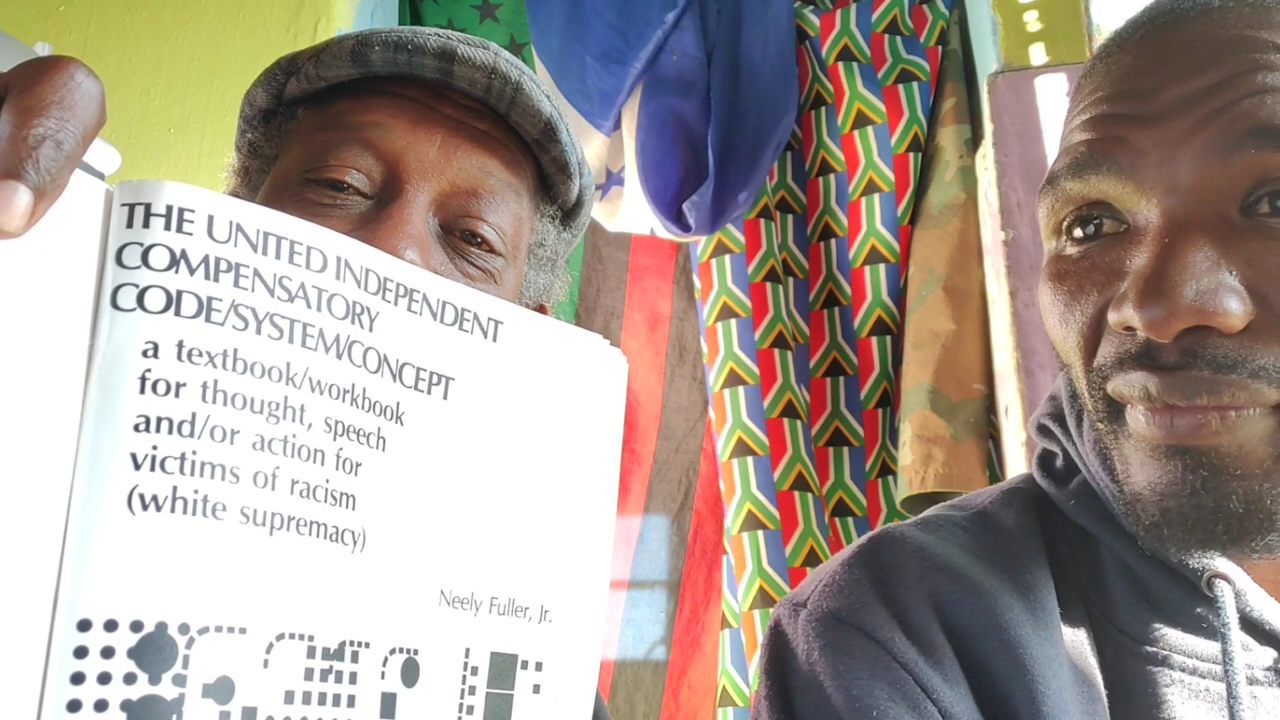 THE UNITED INDEPENDENT
COMPENSATORY
CODE/SYSTEM/CONCEPT
a textbook/workbook
for thought, speech
and/or action for
victims of racism
(white supremacy)
Neely Fuller, Jr.